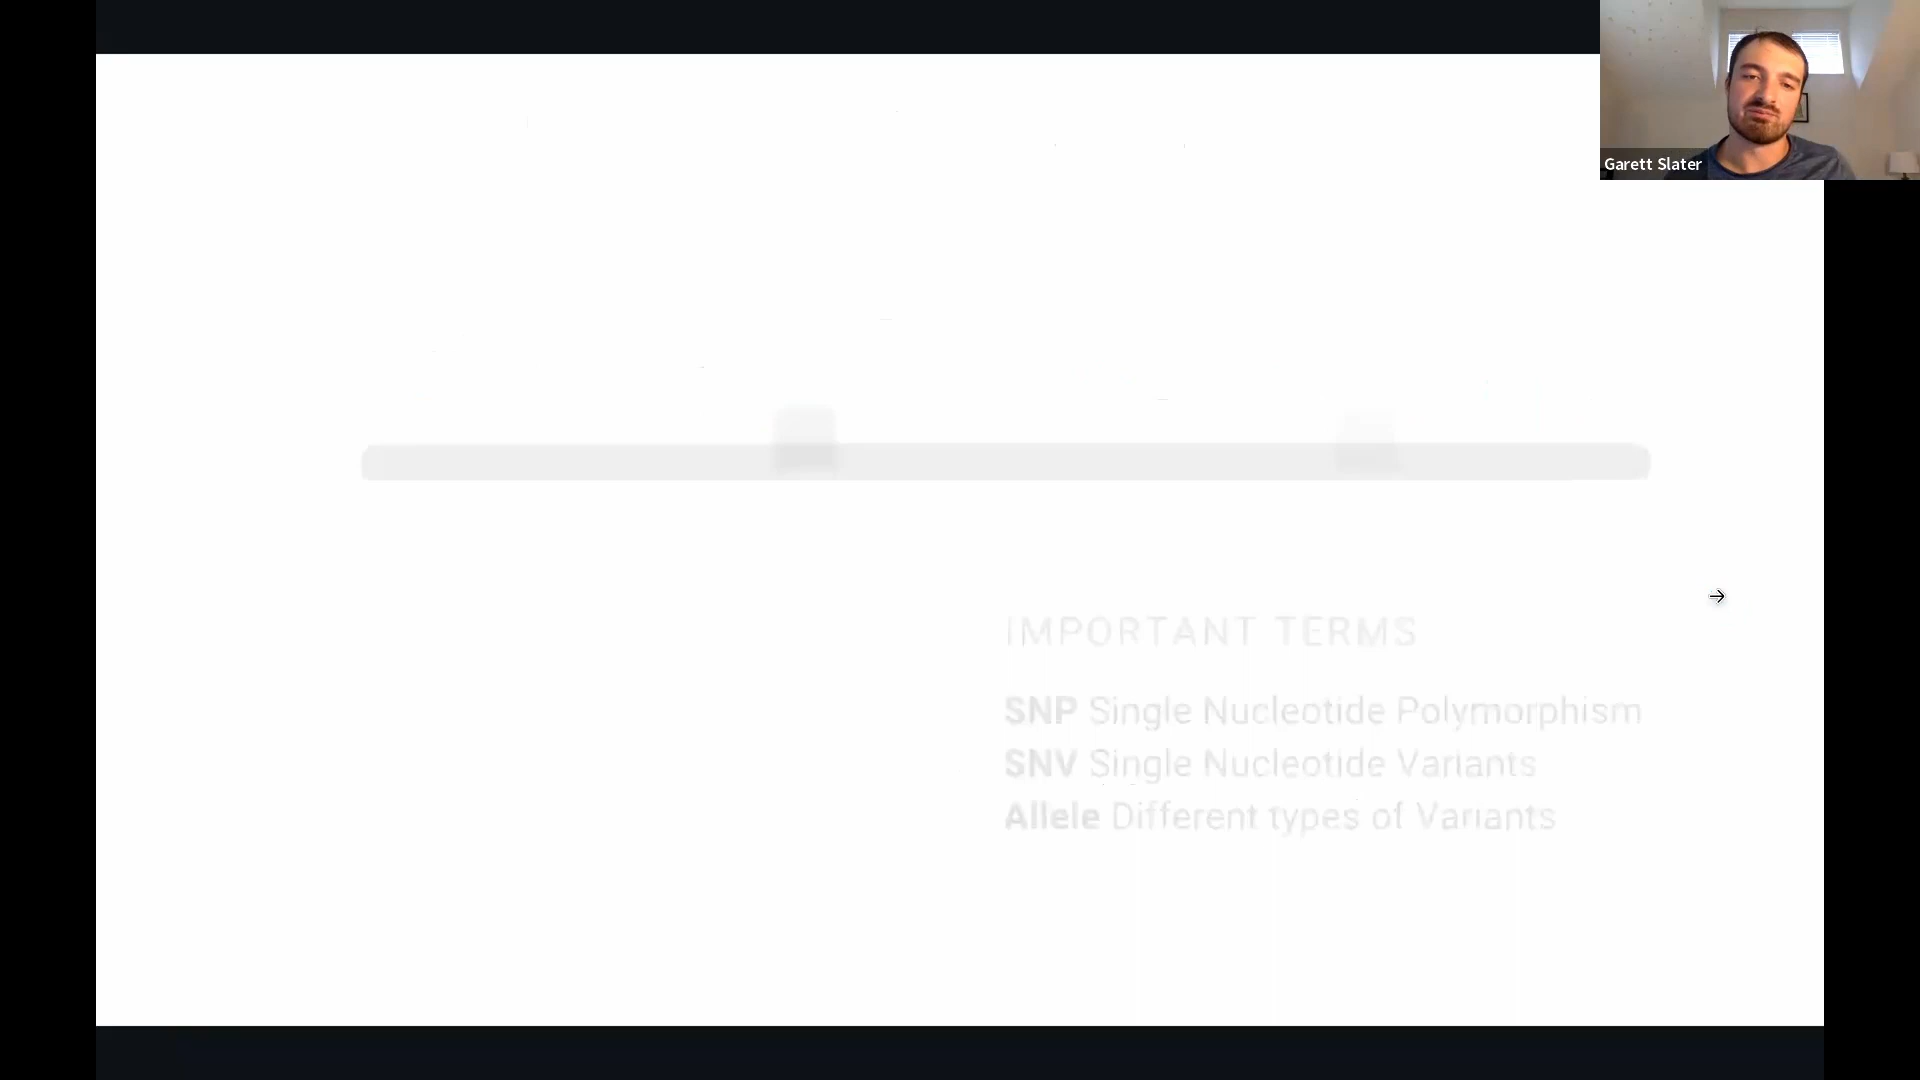 Garett Slater
IMPORTANT TERMS
SNP Single Nucleotide Polymorphism
SNV Single Nucleotide Variants
Allele Different types of Variants